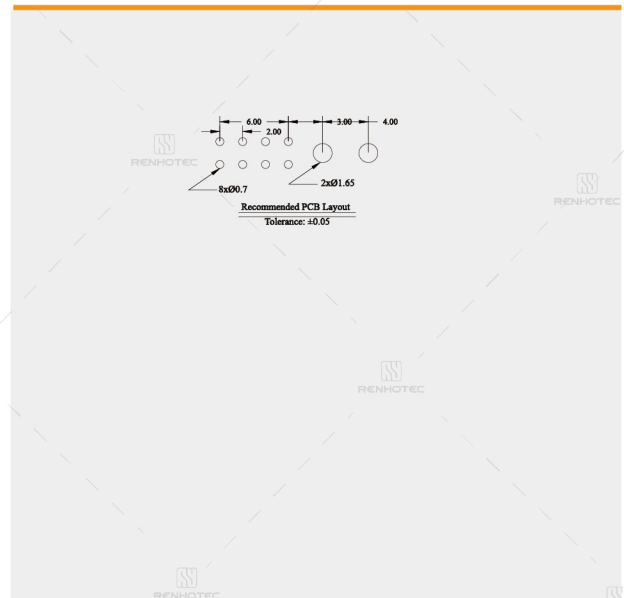 6.00 3.00 4.00
2.00
RENHOTEC
8xØ0.7 2xØ1.65
RENHOTEC
Recommended PCB Layout
Tolerance: ±0.05
RENHOTEC
RENHOTEC